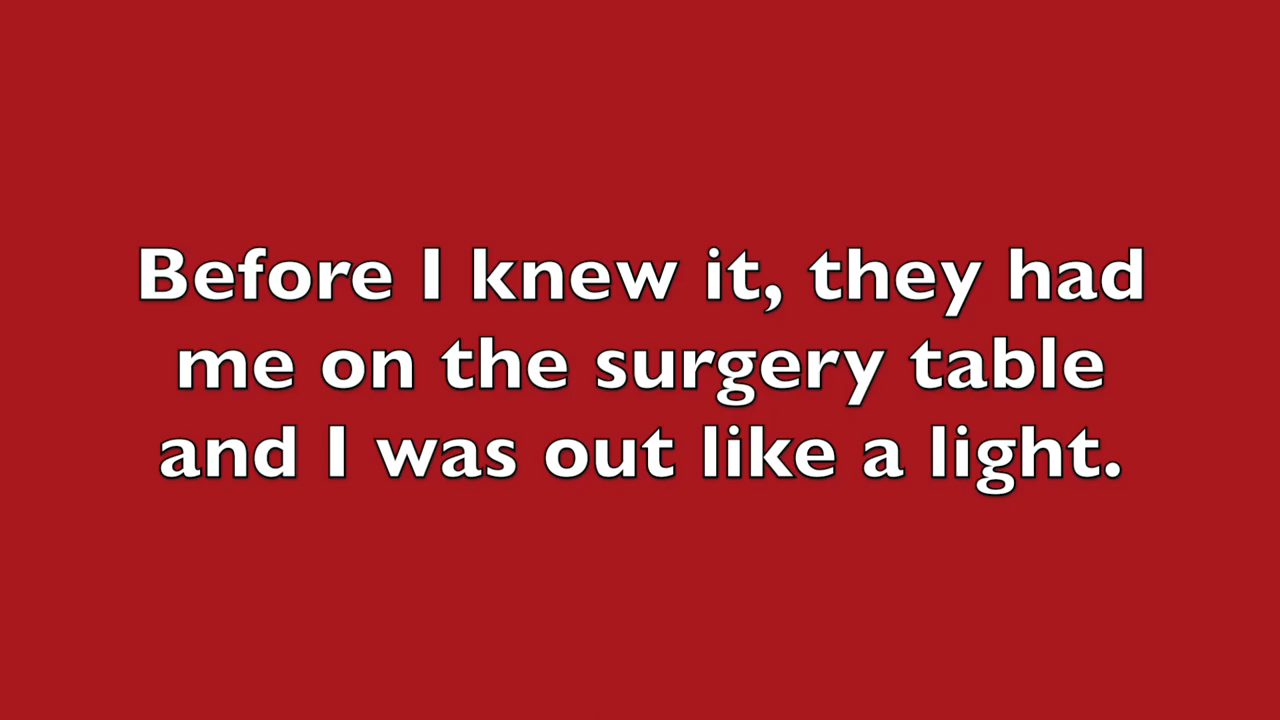 Before I knew it, they had
me on the surgery table
and I was out like a light.